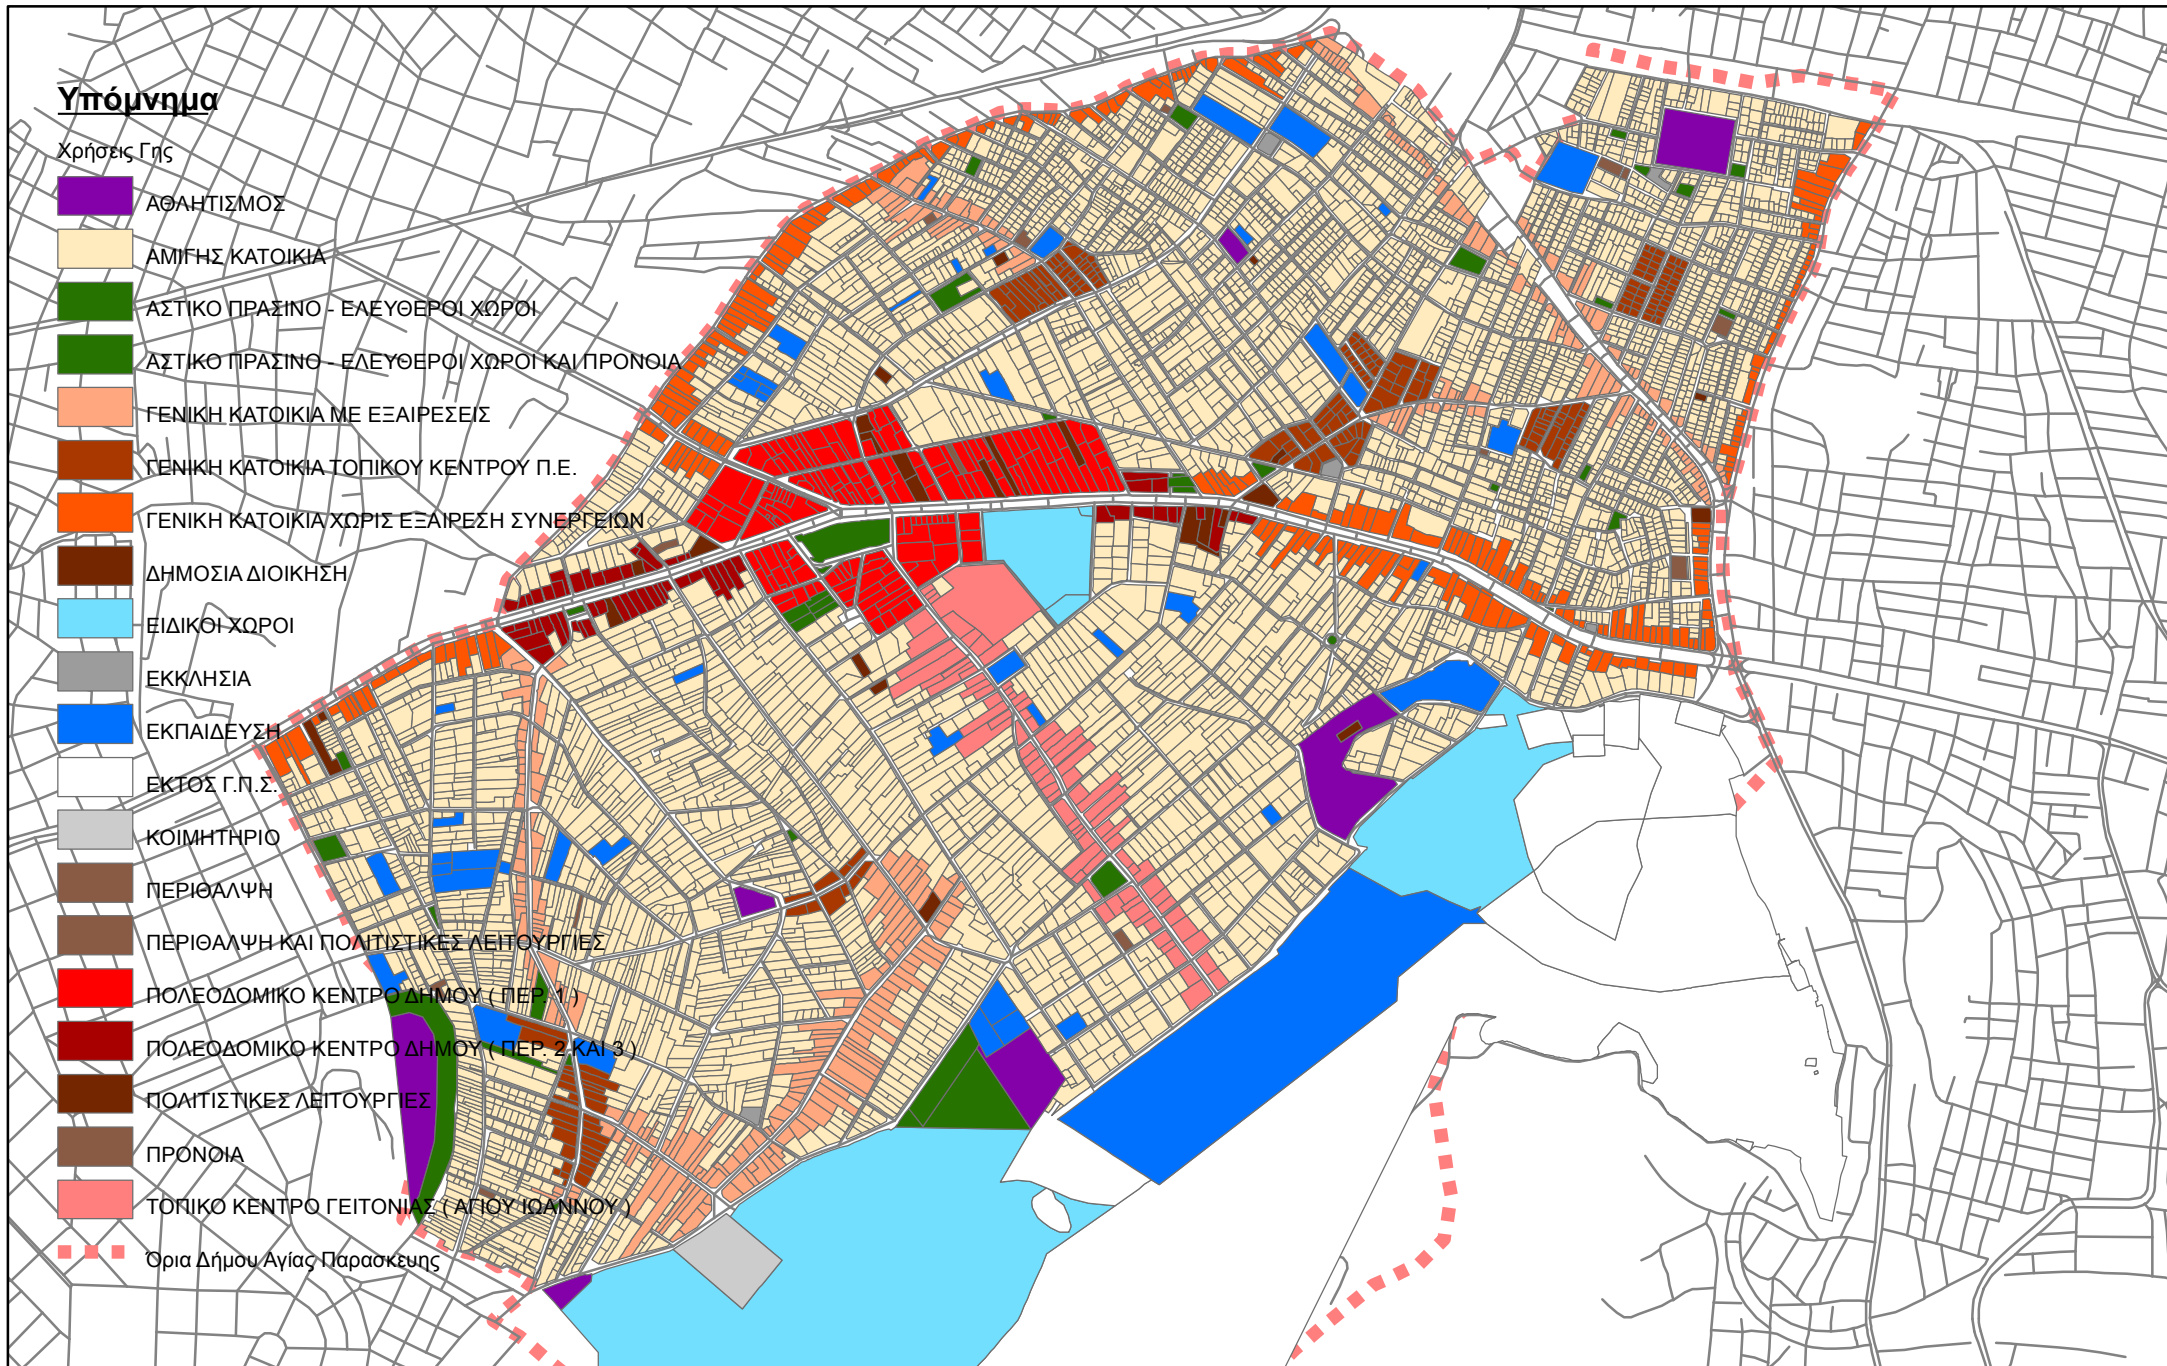 Υπόμνημα
Χρήσεις Γης
ΑΘΛΗΤΙΣΜΟΣ
ΑΜΙΓΗΣ ΚΑΤΟΙΚΙΑ
ΑΣΤΙΚΟ ΠΡΑΣΙΝΟ - ΕΛΕΥΘΕΡΟΙ ΧΩΡΟΙ
ΑΣΤΙΚΟ ΠΡΑΣΙΝΟ - ΕΛΕΥΘΕΡΟΙ ΧΩΡΟΙ ΚΑΙ ΠΡΟΝΟΙΑ
ΓΕΝΙΚΗ ΚΑΤΟΙΚΙΑ ΜΕ ΕΞΑΙΡΕΣΕΙΣ
ΓΕΝΙΚΗ ΚΑΤΟΙΚΙΑ ΤΟΠΙΚΟΥ ΚΕΝΤΡΟΥ Π.Ε.
ΓΕΝΙΚΗ ΚΑΤΟΙΚΙΑ ΧΩΡΙΣ ΕΞΑΙΡΕΣΗ ΣΥΝΕΡΓΕΙΩΝ
ΔΗΜΟΣΙΑ ΔΙΟΙΚΗΣΗ
ΕΙΔΙΚΟΙ ΧΩΡΟΙ
ΕΚΚΛΗΣΙΑ
ΕΚΠΑΙΔΕΥΣΗ
ΕΚΤΟΣ Γ.Π.Σ.
ΚΟΙΜΗΤΗΡΙΟ
ΠΕΡΙΘΑΛΨΗ
ΠΕΡΙΘΑΛΨΗ ΚΑΙ ΠΟΛΙΤΙΣΤΙΚΕΣ ΛΕΙΤΟΥΡΓΙΕΣ
ΠΟΛΕΟΔΟΜΙΚΟ ΚΕΝΤΡΟ ΔΗΜΟΥ ( ΠΕΡ. 1 )
ΠΟΛΕΟΔΟΜΙΚΟ ΚΕΝΤΡΟ ΔΗΜΟΥ ( ΠΕΡ. 2 ΚΑΙ 3 )
ΠΟΛΙΤΙΣΤΙΚΕΣ ΛΕΙΤΟΥΡΓΙΕΣ
ΠΡΟΝΟΙΑ
ΤΟΠΙΚΟ ΚΕΝΤΡΟ ΓΕΙΤΟΝΙΑΣ ( ΑΓΙΟΥ ΙΩΑΝΝΟΥ )
Όρια Δήμου Αγίας Παρασκευης